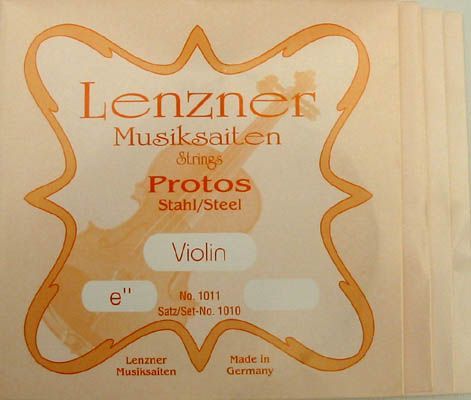 Lenzner
Musiksaiten
Strings
Protos
Stahl/Steel
Violin
e"
No. 1011
Satz/Set-No. 1010
Lenzner
Musiksaiten
Made in
Germany